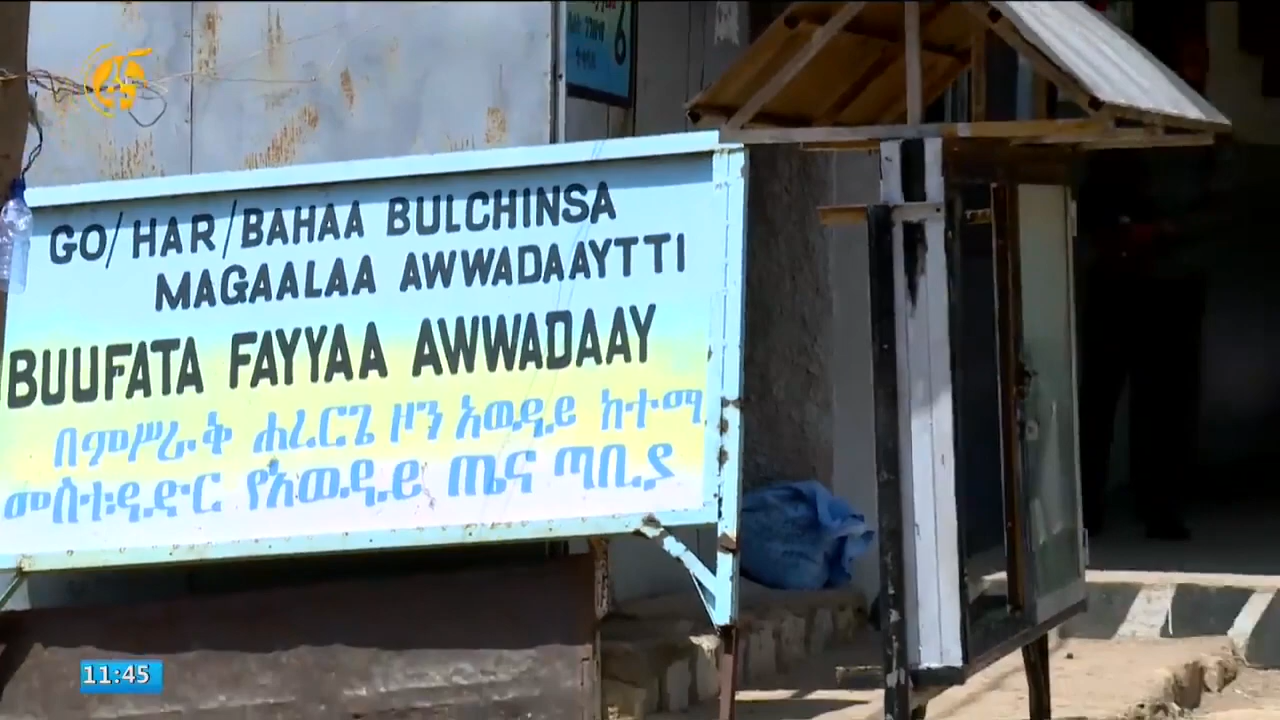 GO/HAR/BAHAA BULCHINSA
MAGAALAA AWWADAAYTTI
BUUFATA FAYYAA AWWADAAY
በምሥራቅ ሐረርጌ ዞን አወዳይ ከተማ
መስተዳድር የአወዳይ ጤና ጣቢያ
6
11:45